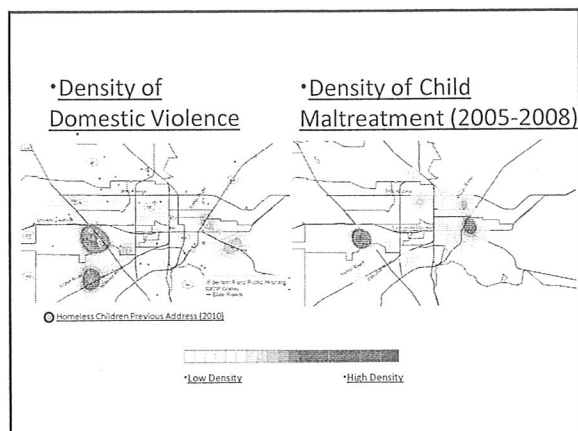 •Density of
Domestic Violence
•Density of Child
Maltreatment (2005-2008)
Homeless Children Previous Address (2010)
•Low Density
•High Density